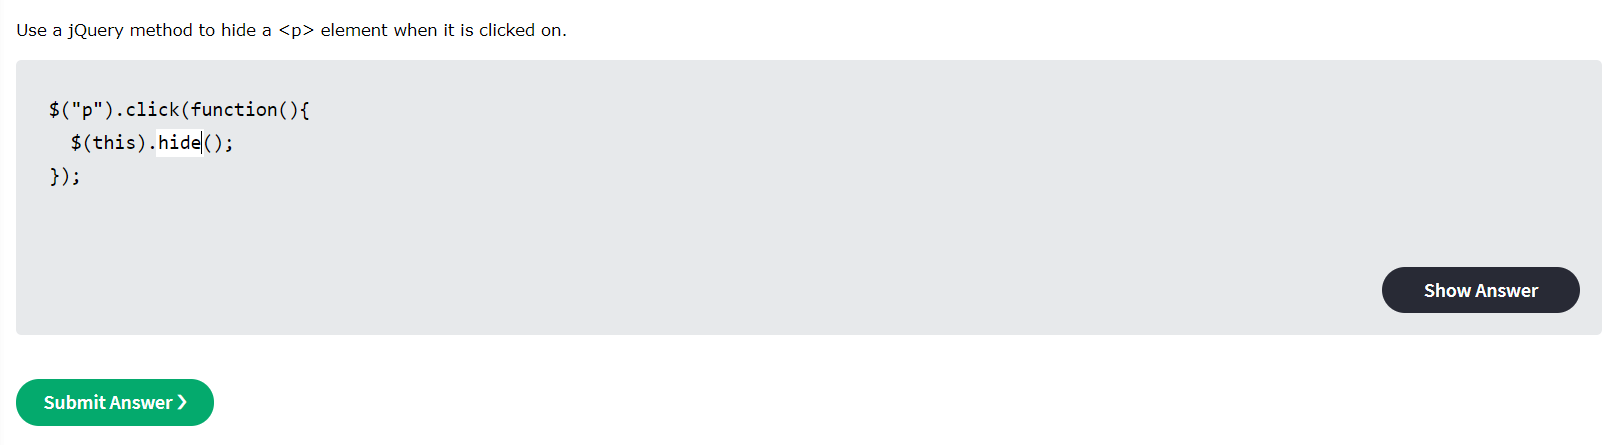 Use a jQuery method to hide a <p> element when it is clicked on.
$("p").click(function(){
$(this).hide();
});
Show Answer
Submit Answer ❯